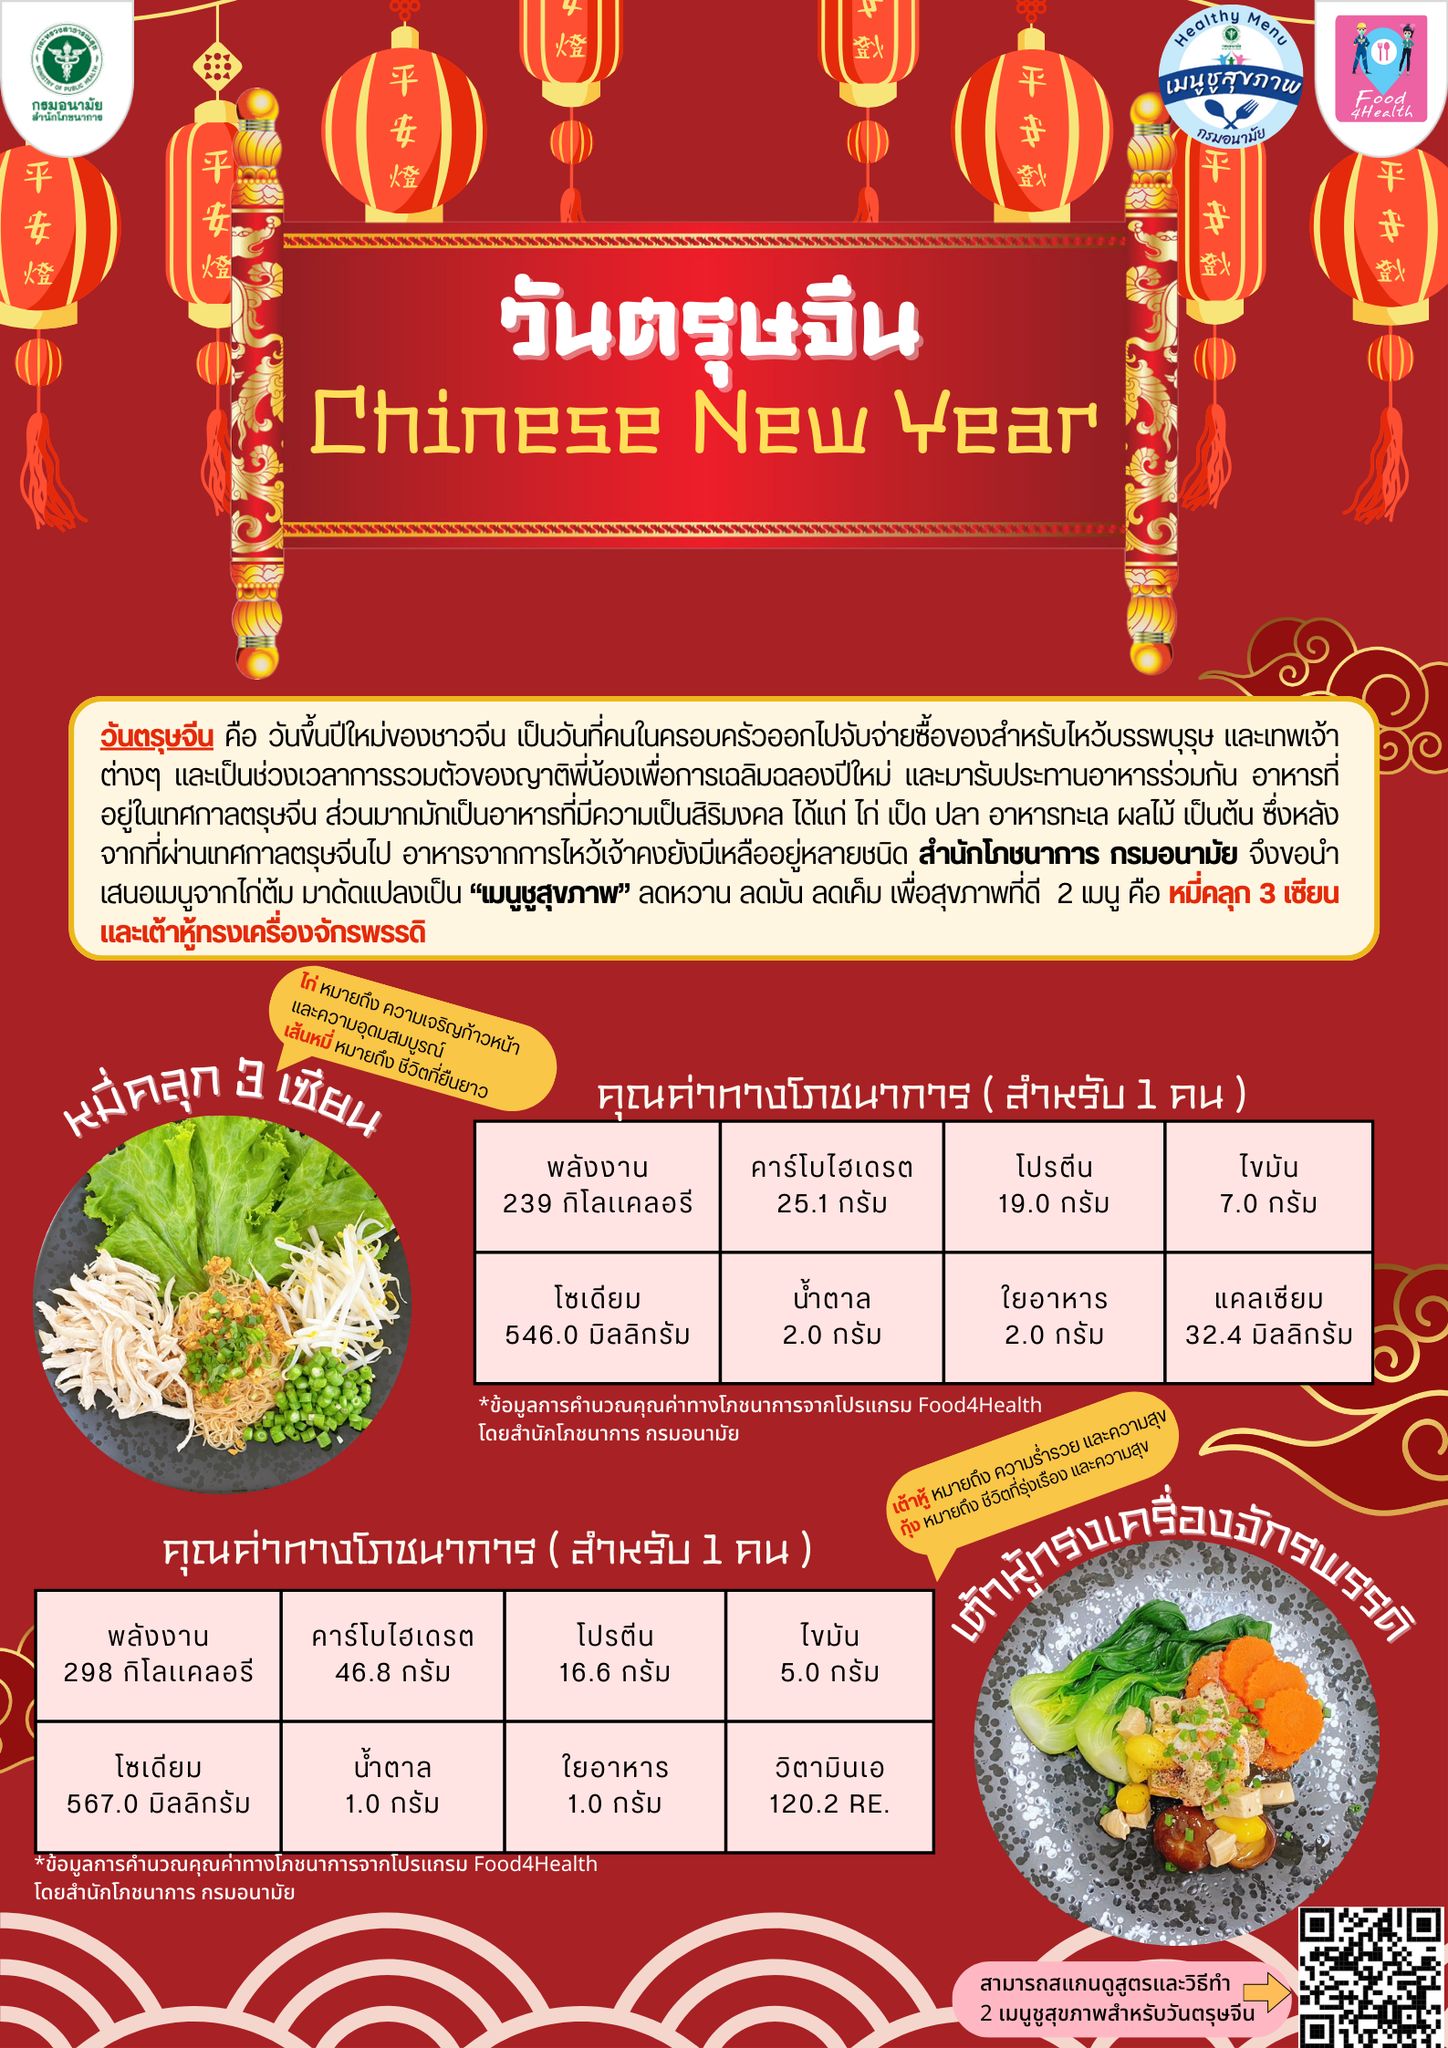 กระทรวงสาธารณสุข
MINISTRY OF PUBLIC HEALTH
กรมอนามัย
สำนักโภชนาการ
Healthy Menu
เมนูชูสุขภาพ
กรมอนามัย
Food
4Health
平安燈
平安燈
平安燈
平安燈
平安燈
平安燈
平安燈
平安燈
วันตรุษจีน
Chinese New Year
วันตรุษจีน คือ วันขึ้นปีใหม่ของชาวจีน เป็นวันที่คนในครอบครัวออกไปจับจ่ายซื้อของสำหรับไหว้บรรพบุรุษ และเทพเจ้า
ต่างๆ และเป็นช่วงเวลาการรวมตัวของญาติพี่น้องเพื่อการเฉลิมฉลองปีใหม่ และมารับประทานอาหารร่วมกัน อาหารที่
อยู่ในเทศกาลตรุษจีน ส่วนมากมักเป็นอาหารที่มีความเป็นสิริมงคล ได้แก่ ไก่ เป็ด ปลา อาหารทะเล ผลไม้ เป็นต้น ซึ่งหลัง
จากที่ผ่านเทศกาลตรุษจีนไป อาหารจากการไหว้เจ้าคงยังมีเหลืออยู่หลายชนิด สำนักโภชนาการ กรมอนามัย จึงขอนำ
เสนอเมนูจากไก่ต้ม มาดัดแปลงเป็น “เมนูชูสุขภาพ” ลดหวาน ลดมัน ลดเค็ม เพื่อสุขภาพที่ดี 2 เมนู คือ หมี่คลุก 3 เซียน
และเต้าหู้ทรงเครื่องจักรพรรดิ
ไก่ หมายถึง ความเจริญก้าวหน้า
และความอุดมสมบูรณ์
เส้นหมี่ หมายถึง ชีวิตที่ยืนยาว
หมี่คลุก 3 เซียน
คุณค่าทางโภชนาการ ( สำหรับ 1 คน )
พลังงาน คาร์โบไฮเดรต โปรตีน ไขมัน
239 กิโลแคลอรี 25.1 กรัม 19.0 กรัม 7.0 กรัม
โซเดียม น้ำตาล ใยอาหาร แคลเซียม
546.0 มิลลิกรัม 2.0 กรัม 2.0 กรัม 32.4 มิลลิกรัม
*ข้อมูลการคำนวณคุณค่าทางโภชนาการจากโปรแกรม Food4Health
โดยสำนักโภชนาการ กรมอนามัย
เต้าหู้ หมายถึง ความร่ำรวย และความสุข
กุ้ง หมายถึง ชีวิตที่รุ่งเรือง และความสุข
เต้าหู้ทรงเครื่องจักรพรรดิ
คุณค่าทางโภชนาการ ( สำหรับ 1 คน )
พลังงาน คาร์โบไฮเดรต โปรตีน ไขมัน
298 กิโลแคลอรี 46.8 กรัม 16.6 กรัม 5.0 กรัม
โซเดียม น้ำตาล ใยอาหาร วิตามินเอ
567.0 มิลลิกรัม 1.0 กรัม 1.0 กรัม 120.2 RE.
*ข้อมูลการคำนวณคุณค่าทางโภชนาการจากโปรแกรม Food4Health
โดยสำนักโภชนาการ กรมอนามัย
สามารถสแกนดูสูตรและวิธีทำ
2 เมนูชูสุขภาพสำหรับวันตรุษจีน